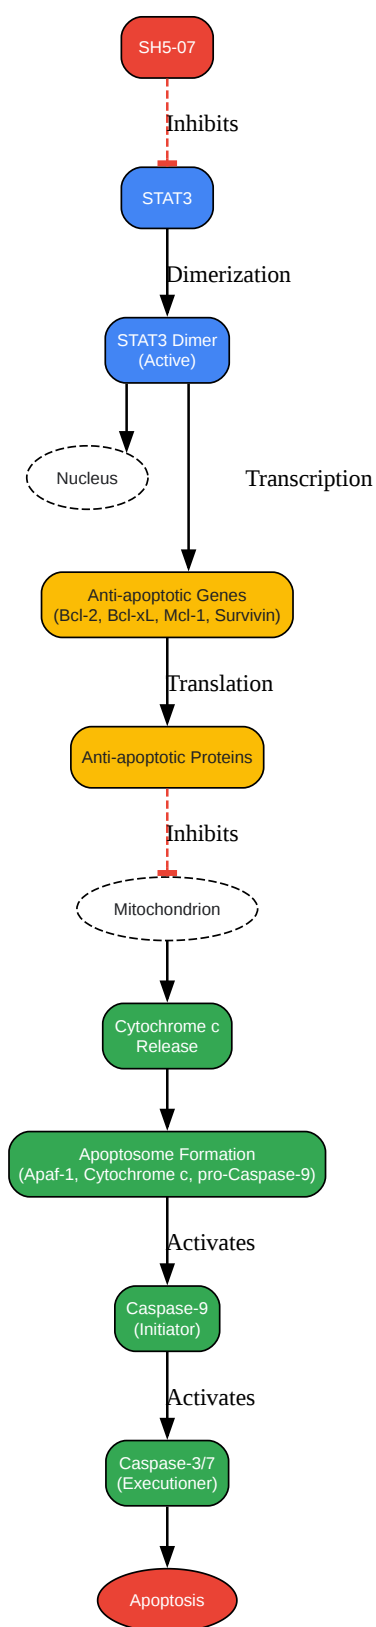 SH5-07
Inhibits
STAT3
Dimerization
STAT3 Dimer
(Active)
Nucleus
Transcription
Anti-apoptotic Genes
(Bcl-2, Bcl-xL, Mcl-1, Survivin)
Translation
Anti-apoptotic Proteins
Inhibits
Mitochondrion
Cytochrome c
Release
Apoptosome Formation
(Apaf-1, Cytochrome c, pro-Caspase-9)
Activates
Caspase-9
(Initiator)
Activates
Caspase-3/7
(Executioner)
Apoptosis